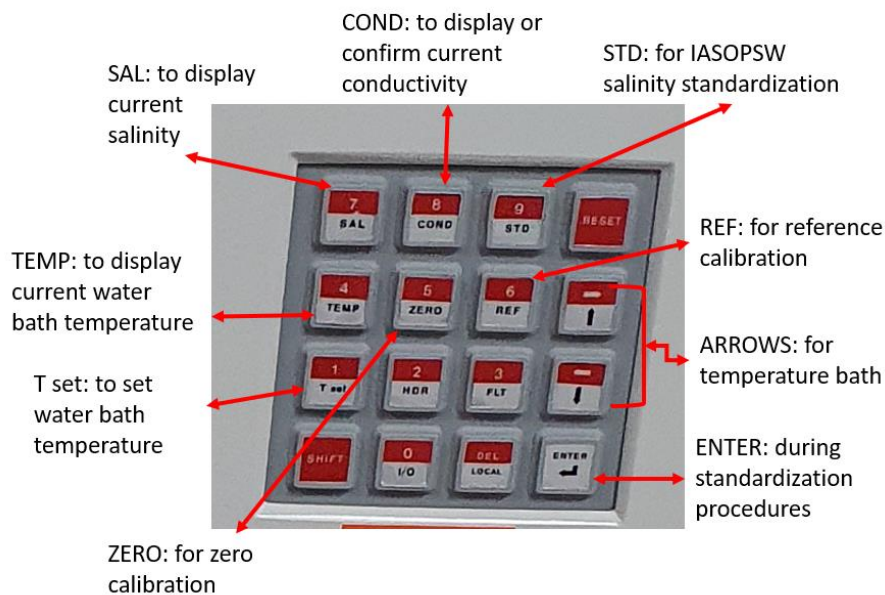 COND: to display or
confirm current
conductivity
STD: for IASOPSW
salinity standardization
SAL: to display
current
salinity
7
SAL
8
COND
9
STD
RESET
REF: for reference
calibration
TEMP: to display
current water
bath temperature
4
TEMP
5
ZERO
6
REF
ARROWS: for
temperature bath
T set: to set
water bath
temperature
1
T set
2
HDR
3
FLT
SHIFT
0
I/O
DEL
LOCAL
ENTER
ENTER: during
standardization
procedures
ZERO: for zero
calibration